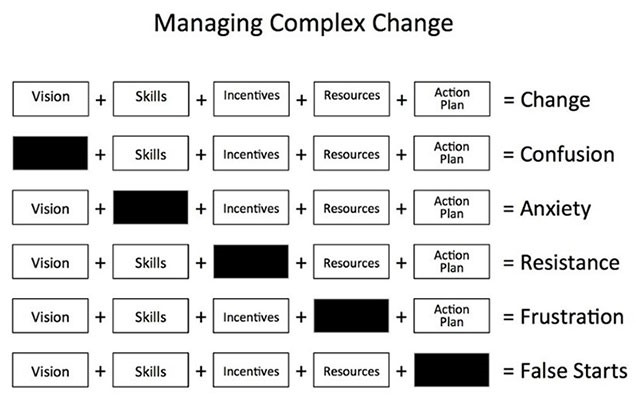 Managing Complex Change
Vision + Skills + Incentives + Resources + Action Plan = Change
+ Skills + Incentives + Resources + Action Plan = Confusion
Vision + + Incentives + Resources + Action Plan = Anxiety
Vision + Skills + + Resources + Action Plan = Resistance
Vision + Skills + Incentives + + Action Plan = Frustration
Vision + Skills + Incentives + Resources + = False Starts